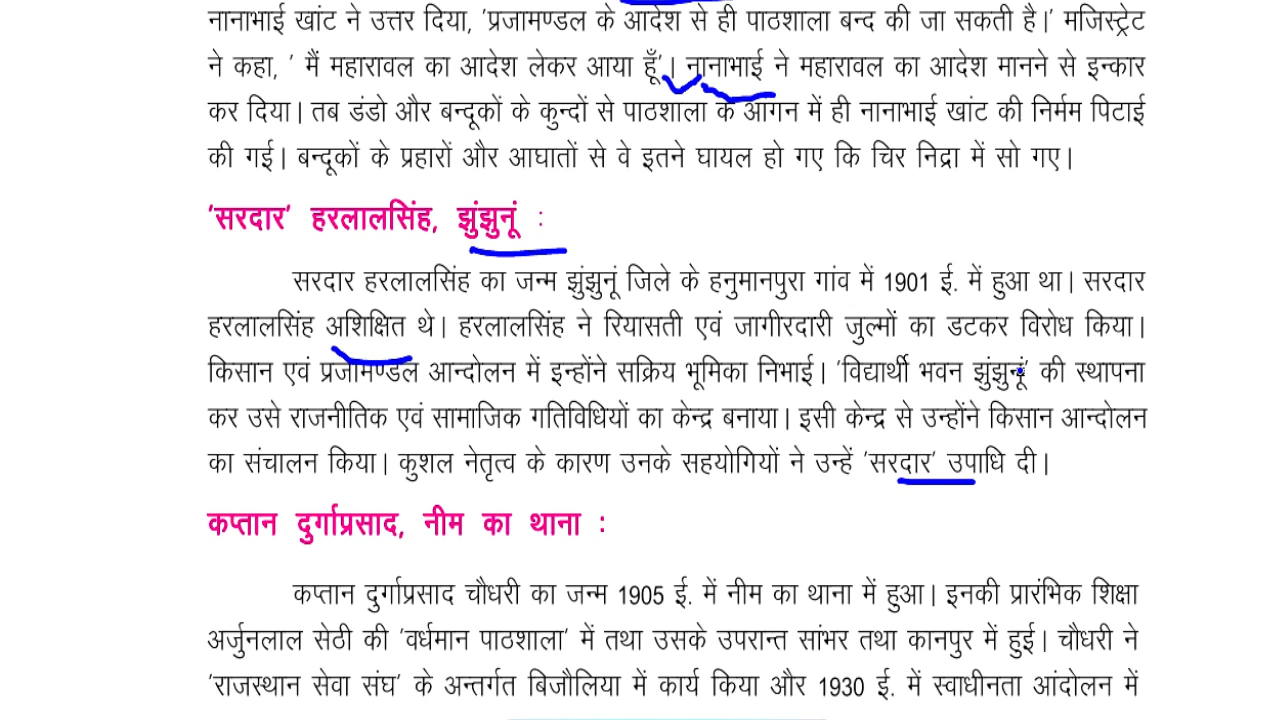 नानाभाई खांट ने उत्तर दिया, 'प्रजामण्डल के आदेश से ही पाठशाला बन्द की जा सकती है।' मजिस्ट्रेट
ने कहा, ' मैं महारावल का आदेश लेकर आया हूँ'। नानाभाई ने महारावल का आदेश मानने से इन्कार
कर दिया। तब डंडो और बन्दूकों के कुन्दों से पाठशाला के आंगन में ही नानाभाई खांट की निर्मम पिटाई
की गई। बन्दूकों के प्रहारों और आघातों से वे इतने घायल हो गए कि चिर निद्रा में सो गए।
'सरदार' हरलालसिंह, झुंझुनूं :
सरदार हरलालसिंह का जन्म झुंझुनूं जिले के हनुमानपुरा गांव में 1901 ई. में हुआ था। सरदार
हरलालसिंह अशिक्षित थे। हरलालसिंह ने रियासती एवं जागीरदारी जुल्मों का डटकर विरोध किया।
किसान एवं प्रजामण्डल आन्दोलन में इन्होंने सक्रिय भूमिका निभाई। 'विद्यार्थी भवन झुंझुनूं' की स्थापना
कर उसे राजनीतिक एवं सामाजिक गतिविधियों का केन्द्र बनाया। इसी केन्द्र से उन्होंने किसान आन्दोलन
का संचालन किया। कुशल नेतृत्व के कारण उनके सहयोगियों ने उन्हें 'सरदार' उपाधि दी।
कप्तान दुर्गाप्रसाद, नीम का थाना :
कप्तान दुर्गाप्रसाद चौधरी का जन्म 1905 ई. में नीम का थाना में हुआ। इनकी प्रारंभिक शिक्षा
अर्जुनलाल सेठी की 'वर्धमान पाठशाला' में तथा उसके उपरान्त सांभर तथा कानपुर में हुई। चौधरी ने
'राजस्थान सेवा संघ' के अन्तर्गत बिजौलिया में कार्य किया और 1930 ई. में स्वाधीनता आंदोलन में